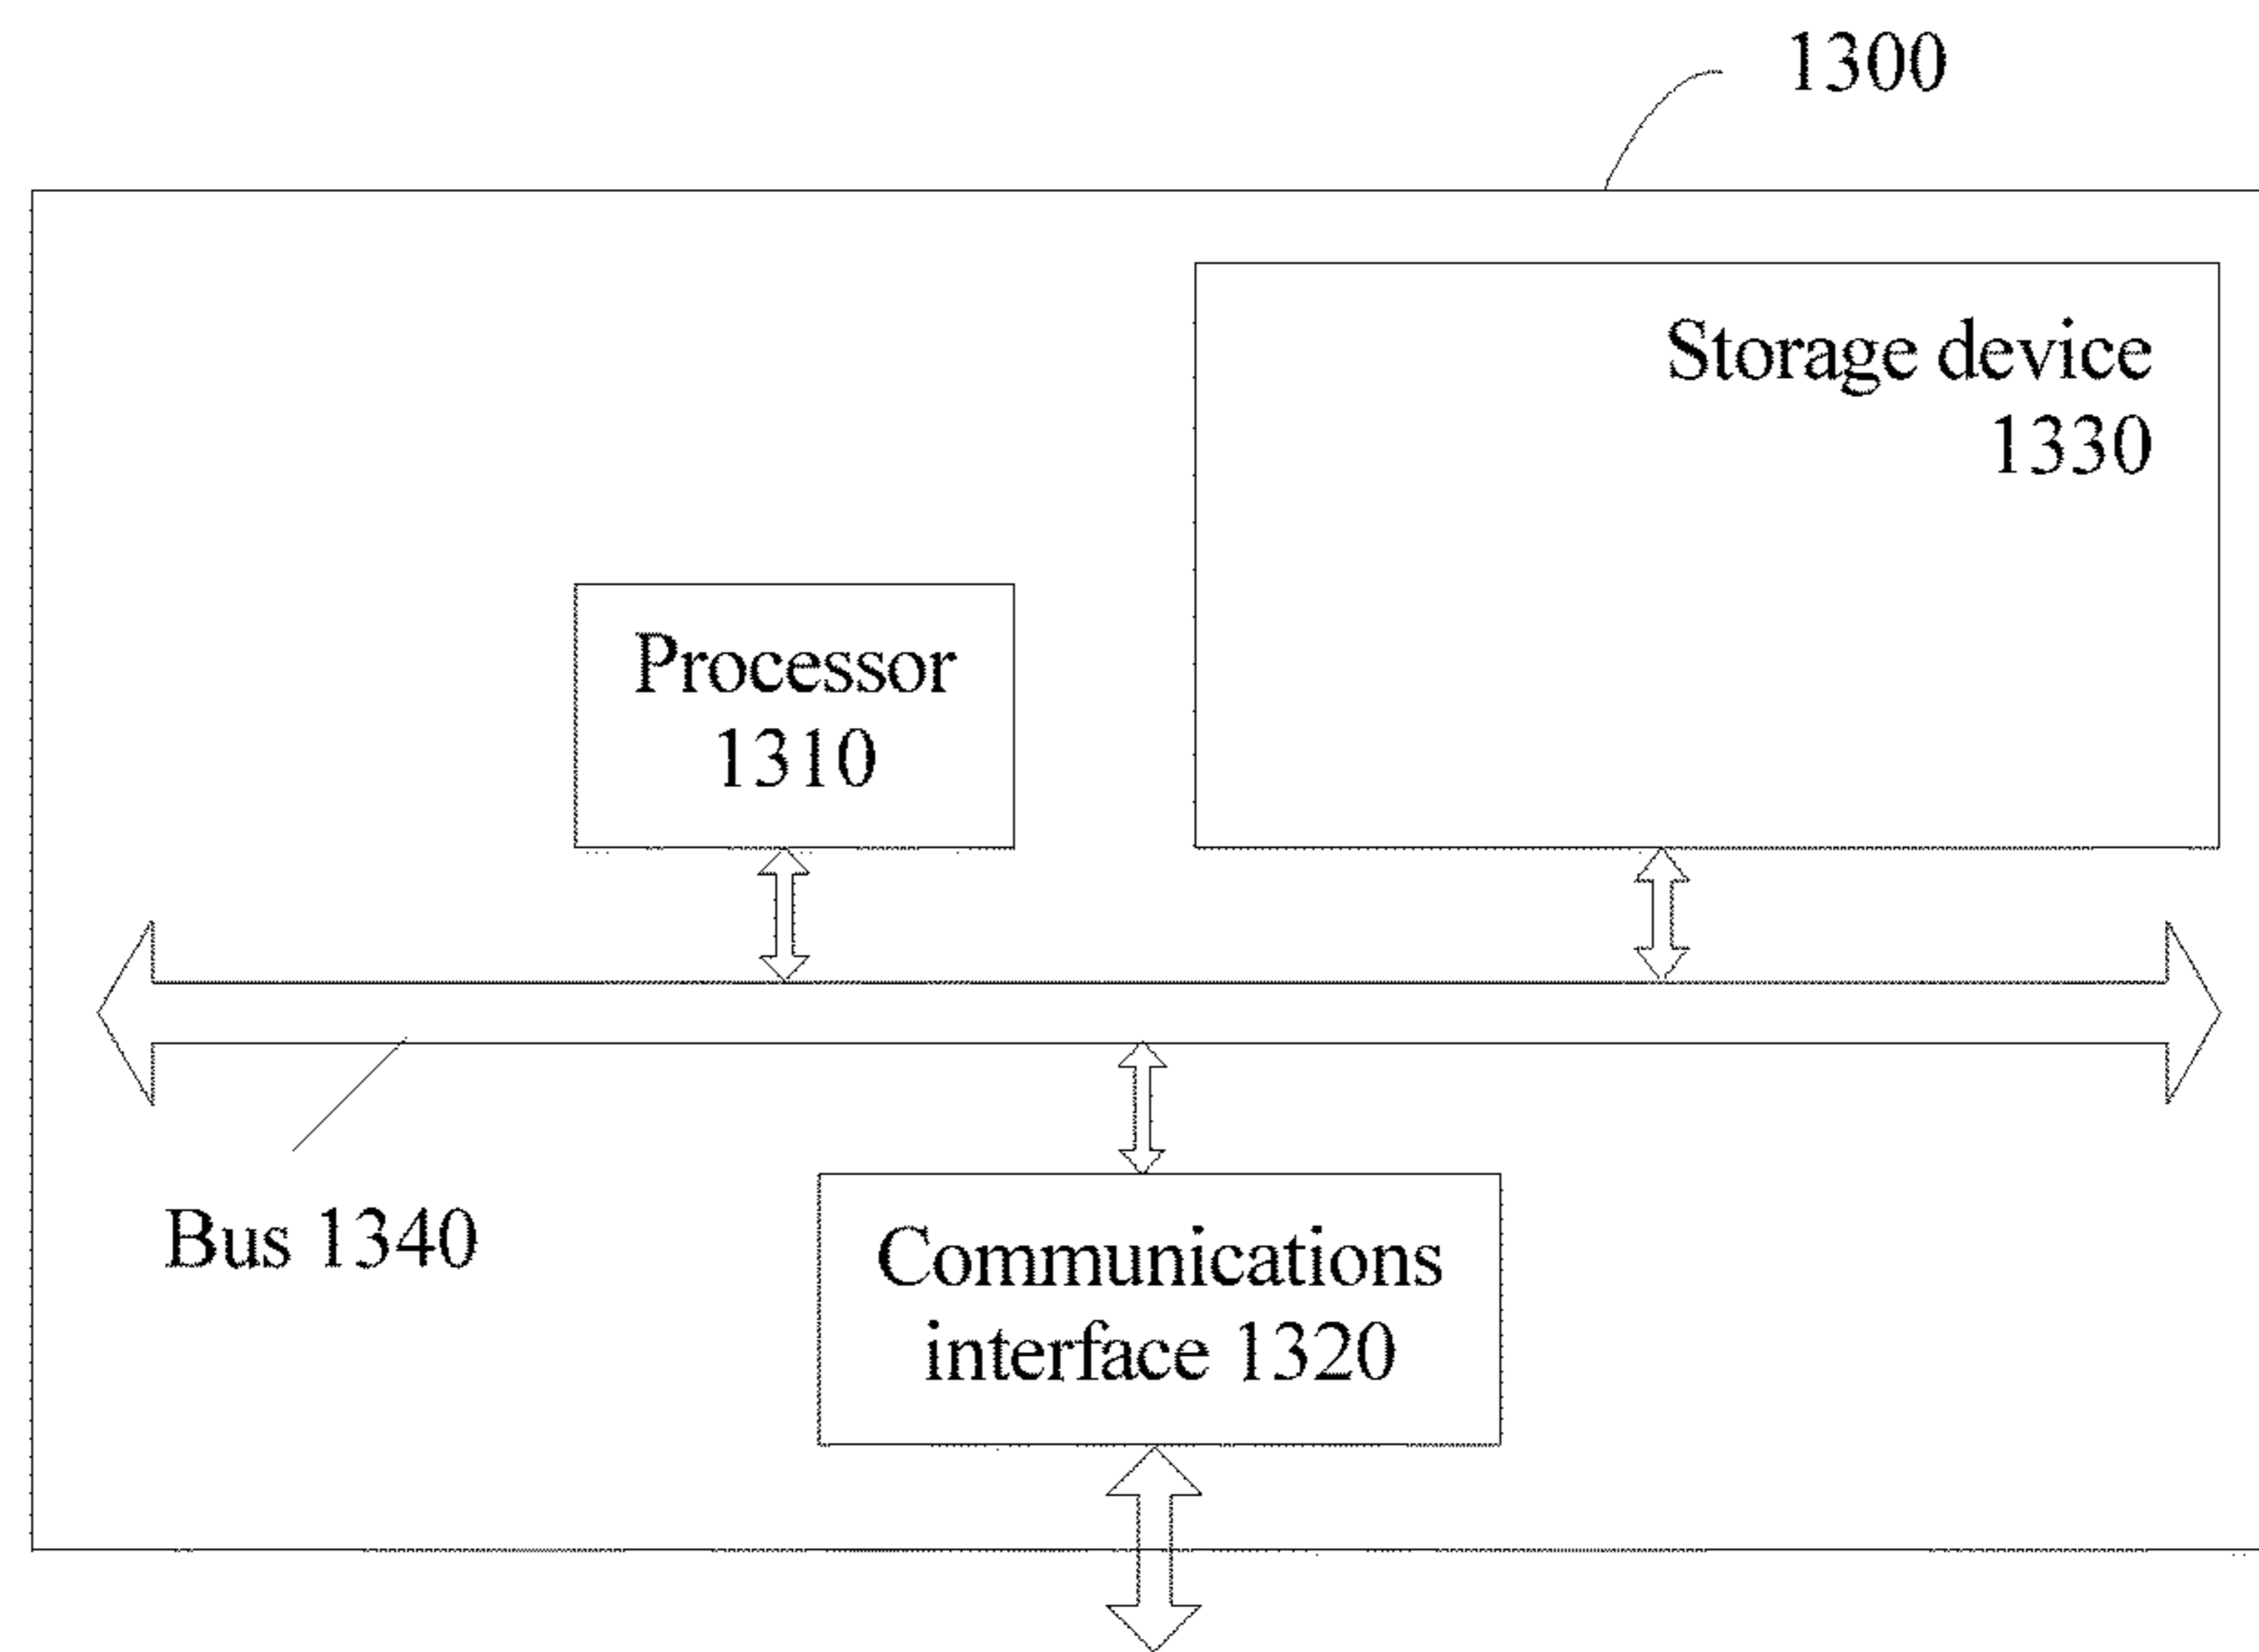 1300
Storage device
1330
Processor
1310
Bus 1340
Communications
interface 1320